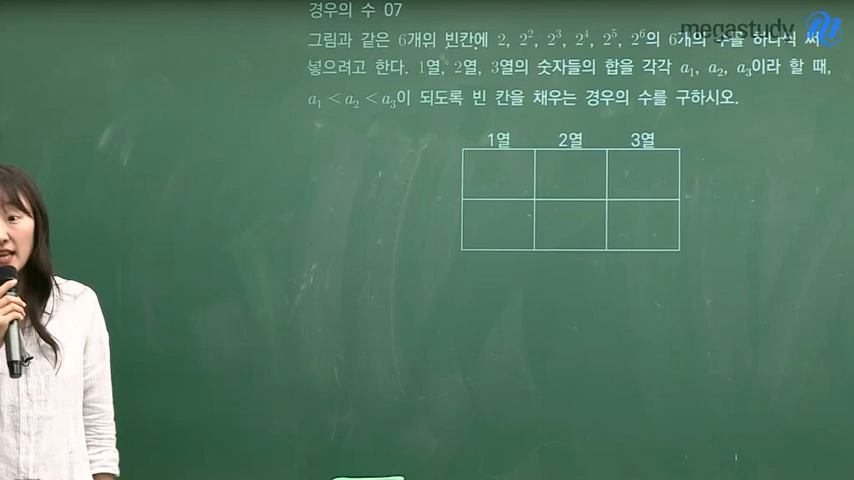 경우의 수 07
megastudy
그림과 같은 6개의 빈칸에 2, 2², 2³, 2⁴, 2⁵, 2⁶의 6개의 수를 하나씩 써
넣으려고 한다. 1열, 2열, 3열의 숫자들의 합을 각각 a₁, a₂, a₃이라 할 때,
a₁ < a₂ < a₃이 되도록 빈 칸을 채우는 경우의 수를 구하시오.
1열 2열 3열